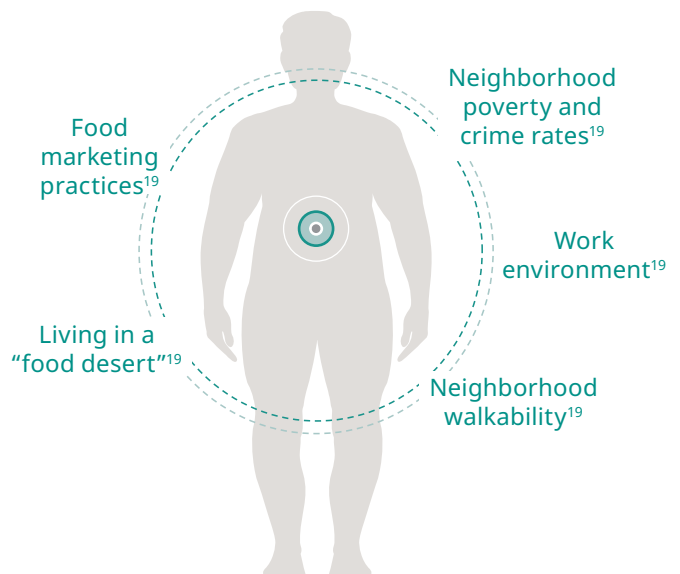 Neighborhood
poverty and
crime rates¹⁹
Food
marketing
practices¹⁹
Work
environment¹⁹
Living in a
“food desert”¹⁹
Neighborhood
walkability¹⁹